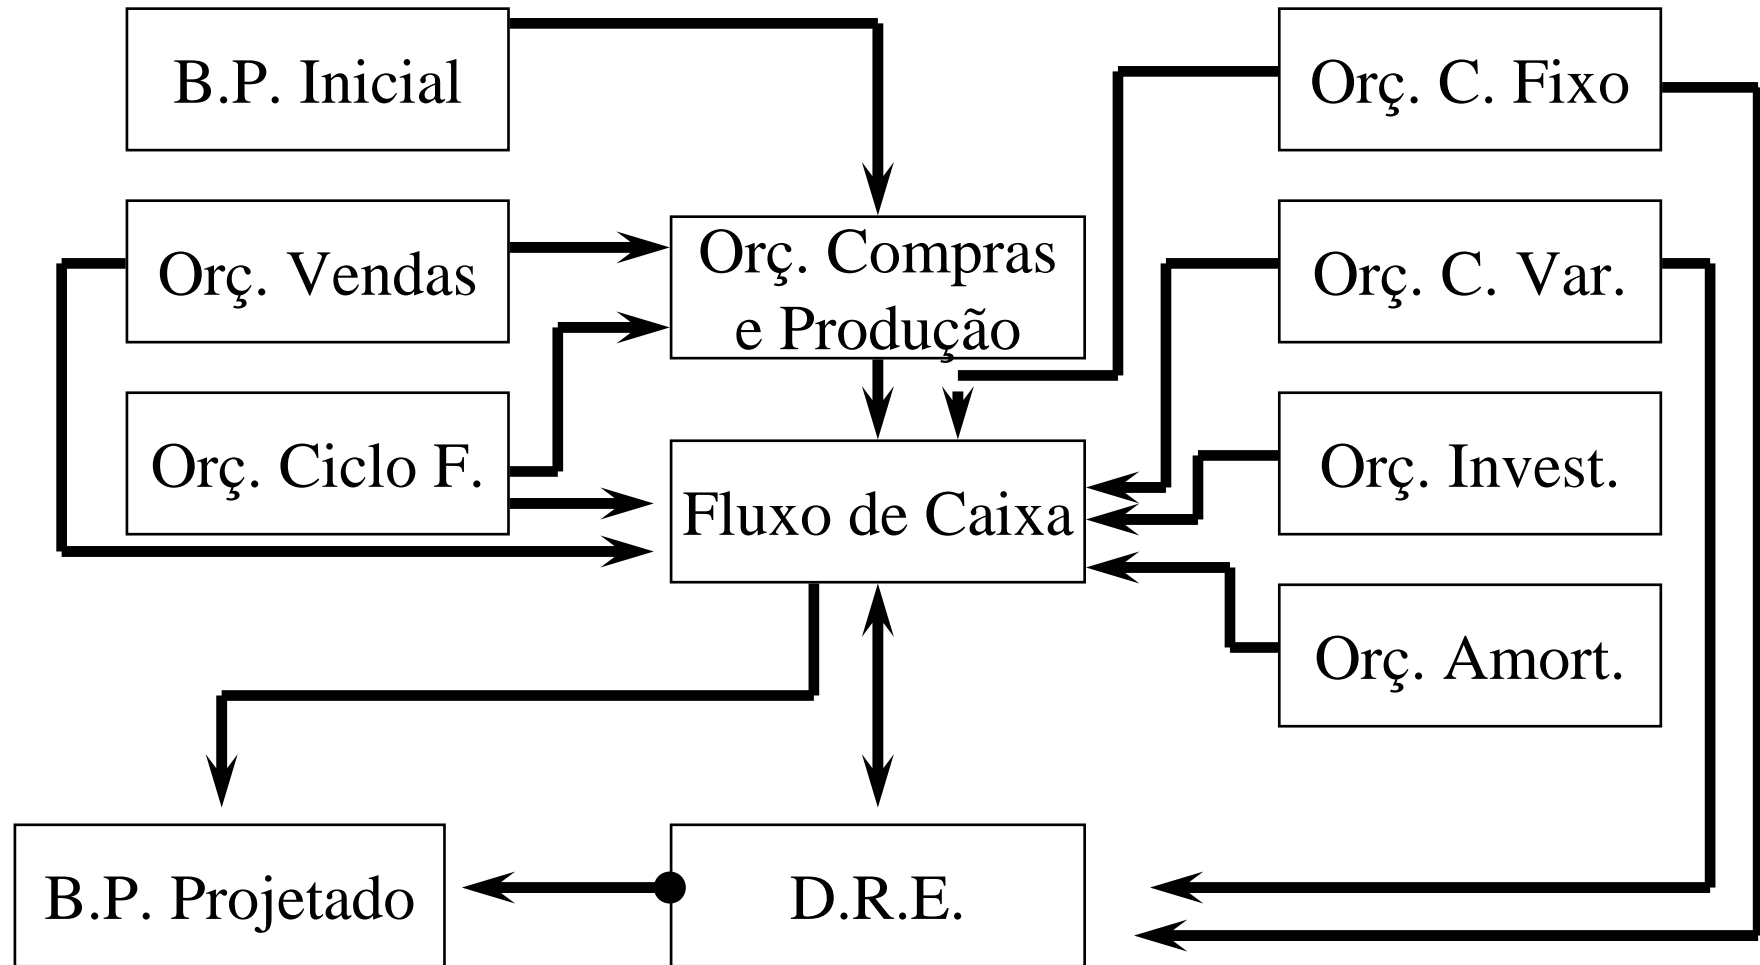 B.P. Inicial
Orç. C. Fixo
Orç. Vendas
Orç. Compras
e Produção
Orç. C. Var.
Orç. Ciclo F.
Fluxo de Caixa
Orç. Invest.
Orç. Amort.
B.P. Projetado
D.R.E.